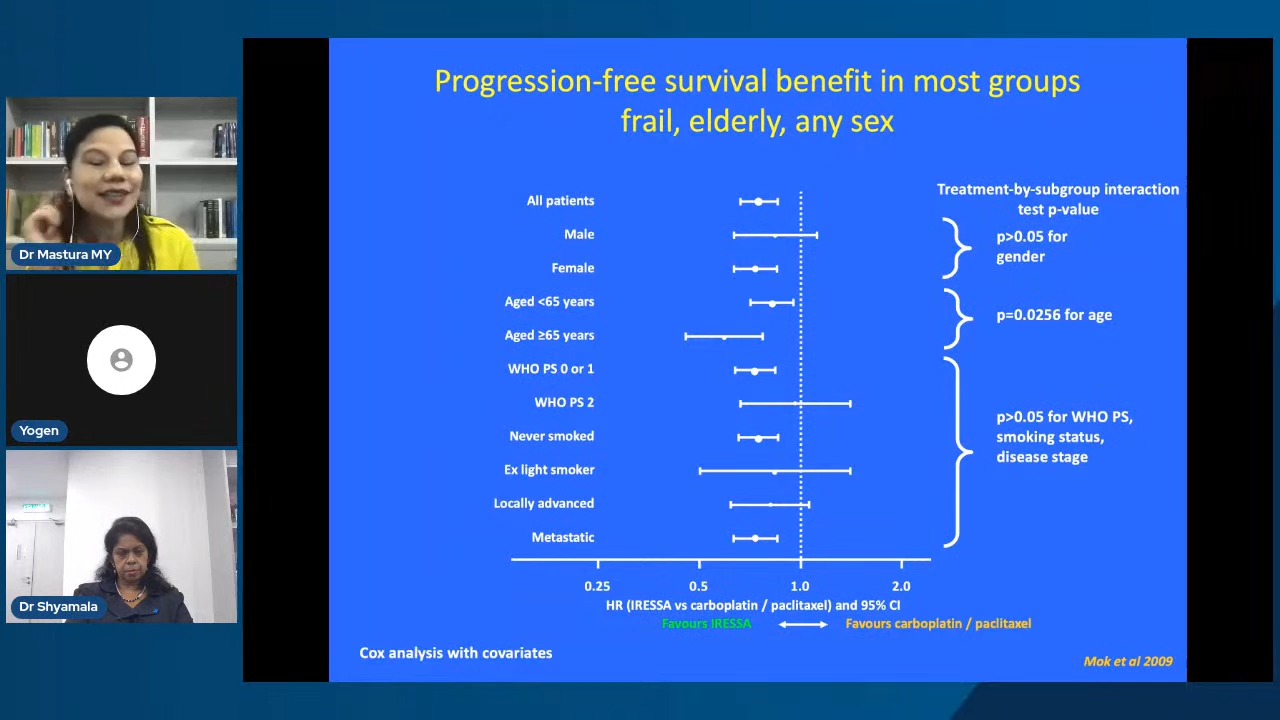 Progression-free survival benefit in most groups
frail, elderly, any sex
Treatment-by-subgroup interaction
test p-value
All patients
Male
Female
Aged <65 years
Aged ≥65 years
WHO PS 0 or 1
WHO PS 2
Never smoked
Ex light smoker
Locally advanced
Metastatic
p>0.05 for
gender
p=0.0256 for age
p>0.05 for WHO PS,
smoking status,
disease stage
0.25 0.5 1.0 2.0
HR (IRESSA vs carboplatin / paclitaxel) and 95% CI
Favours IRESSA Favours carboplatin / paclitaxel
Cox analysis with covariates
Mok et al 2009
Dr Mastura MY
Yogen
Dr Shyamala